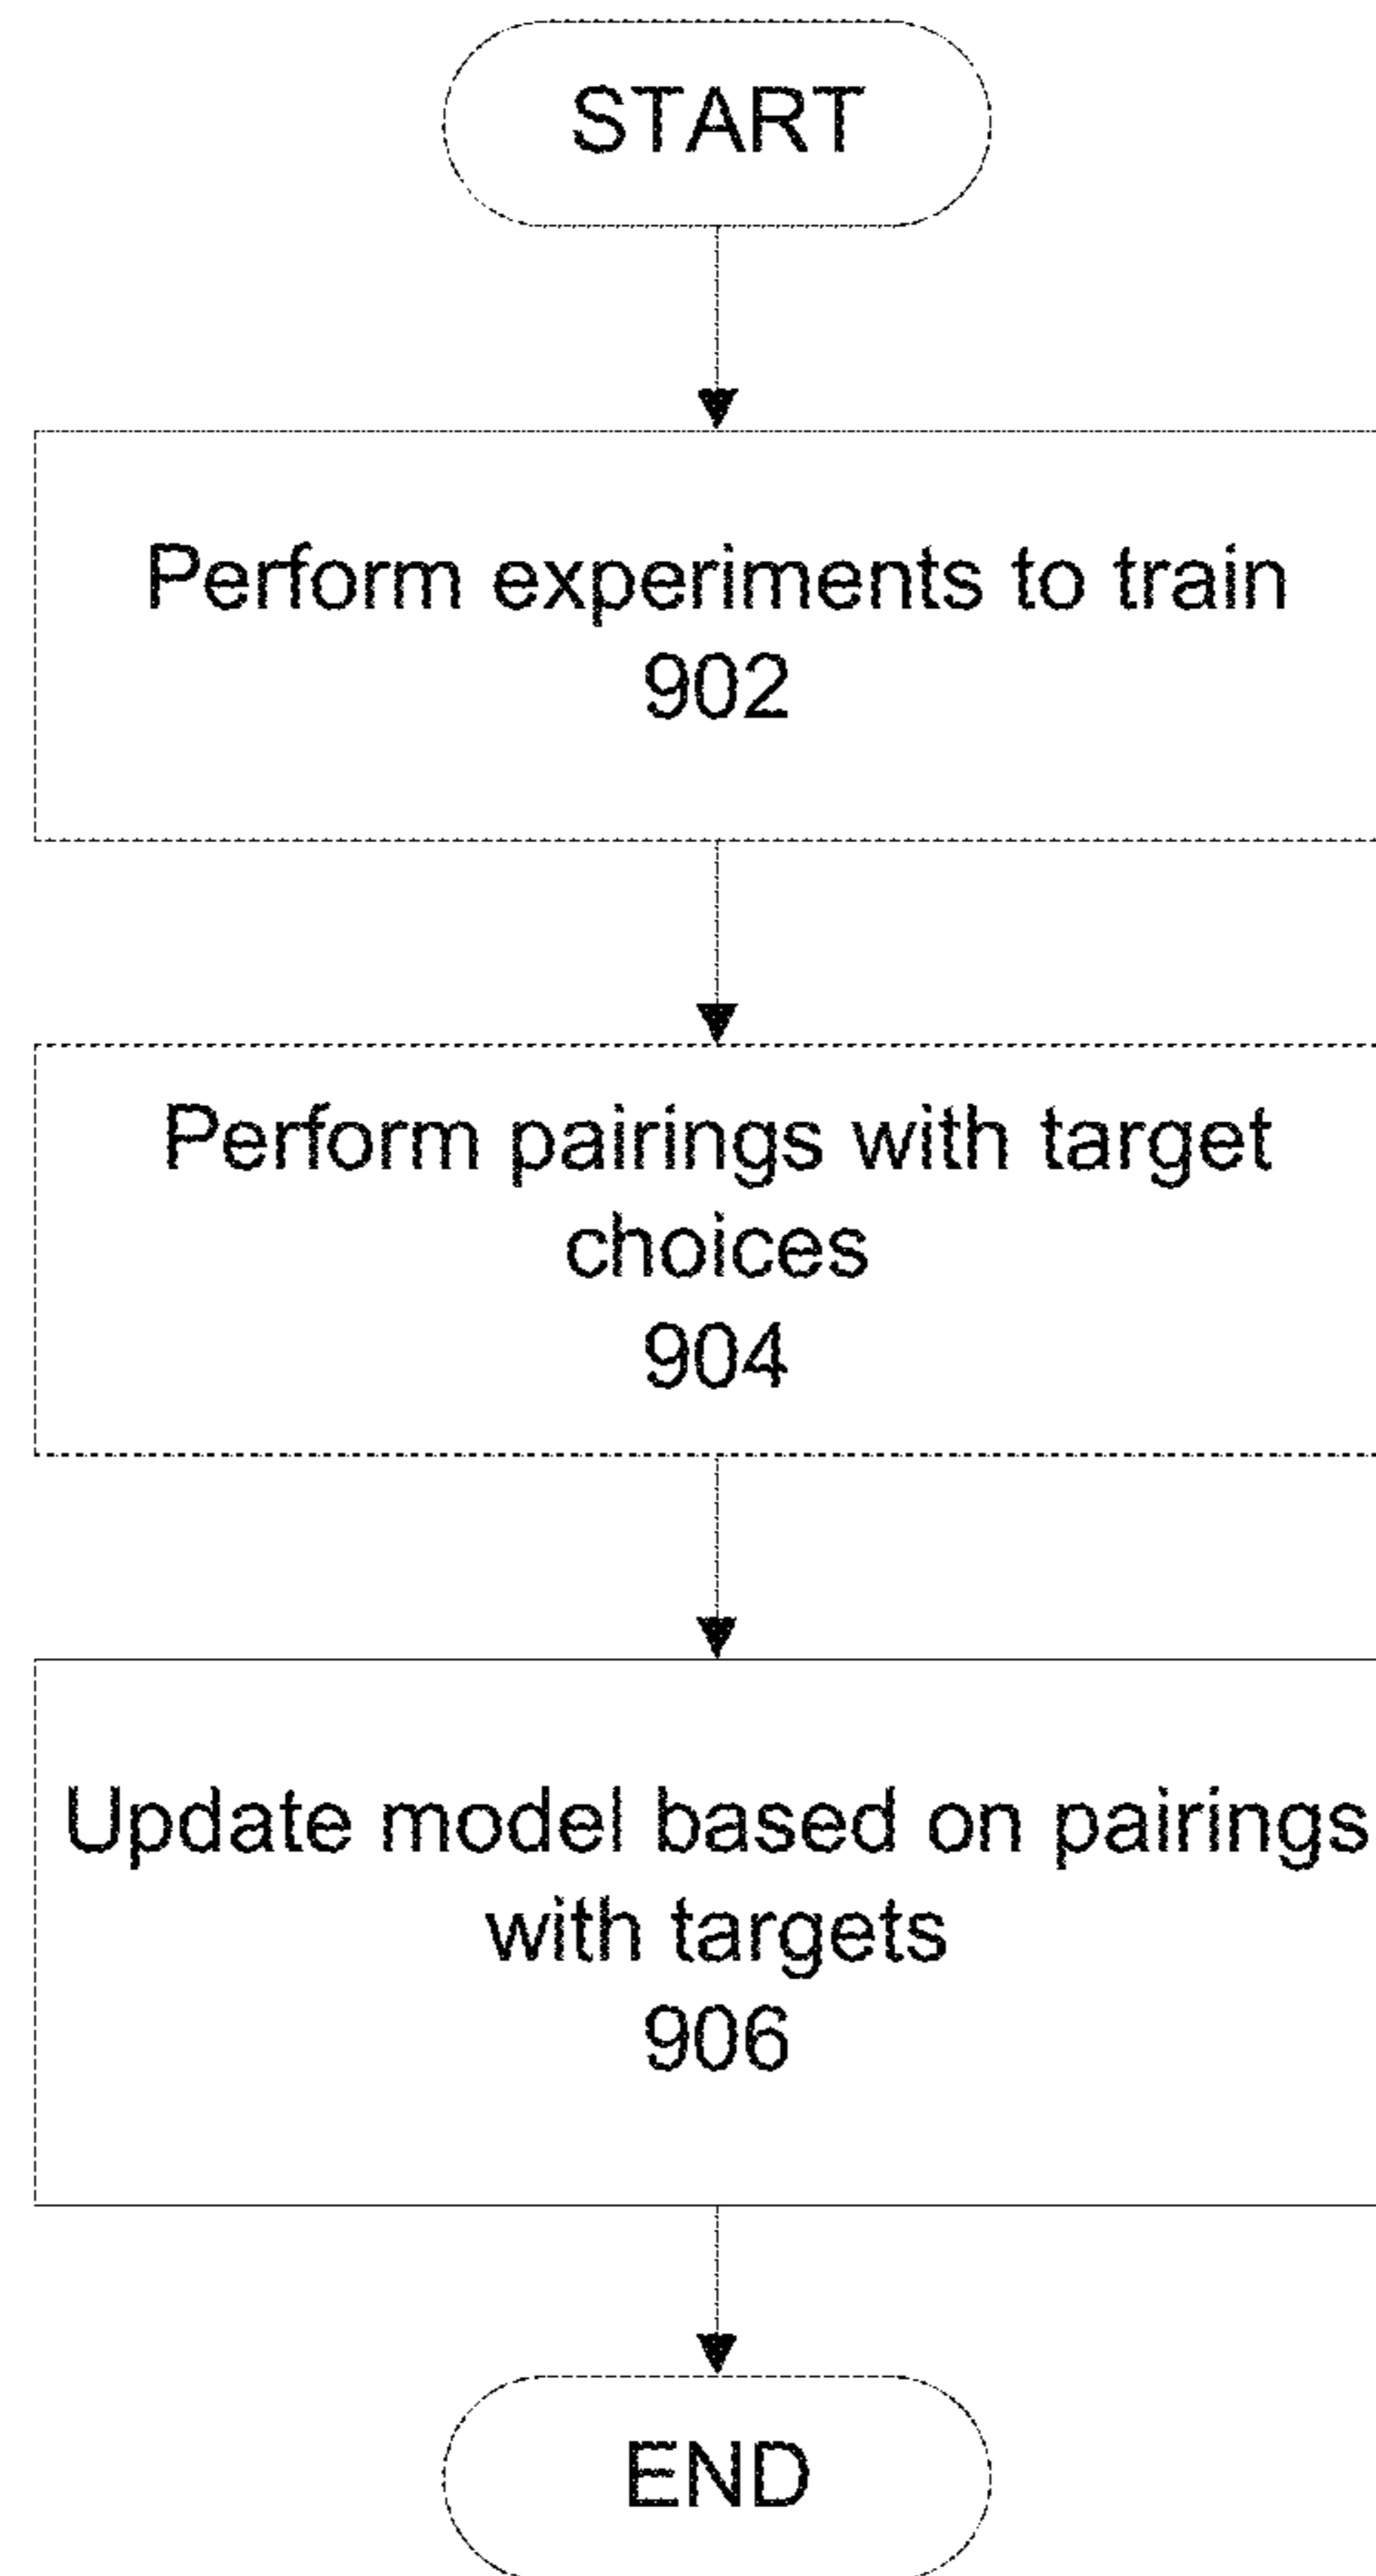 START
Perform experiments to train
902
Perform pairings with target
choices
904
Update model based on pairings
with targets
906
END